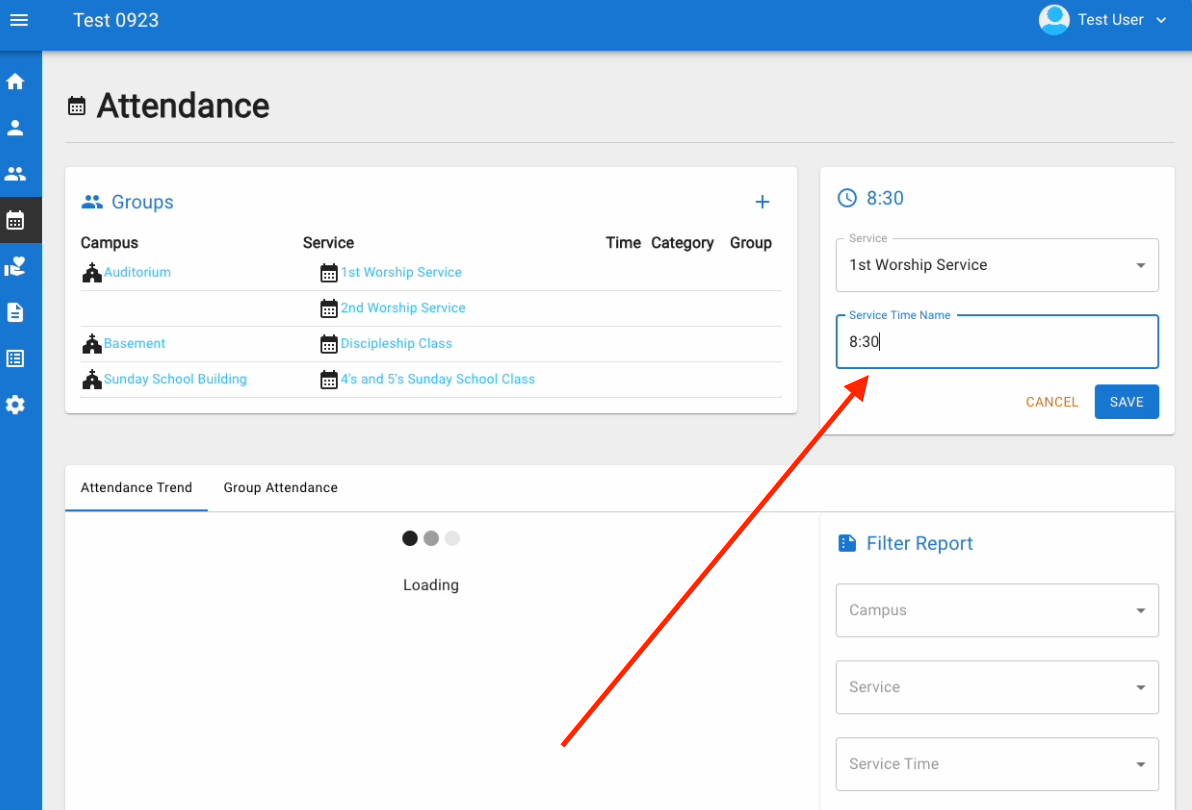 Test 0923
Test User
Attendance
Groups
Campus Service Time Category Group
Auditorium 1st Worship Service
2nd Worship Service
Basement Discipleship Class
Sunday School Building 4's and 5's Sunday School Class
8:30
Service
1st Worship Service
Service Time Name
8:30
CANCEL SAVE
Attendance Trend Group Attendance
Loading
Filter Report
Campus
Service
Service Time